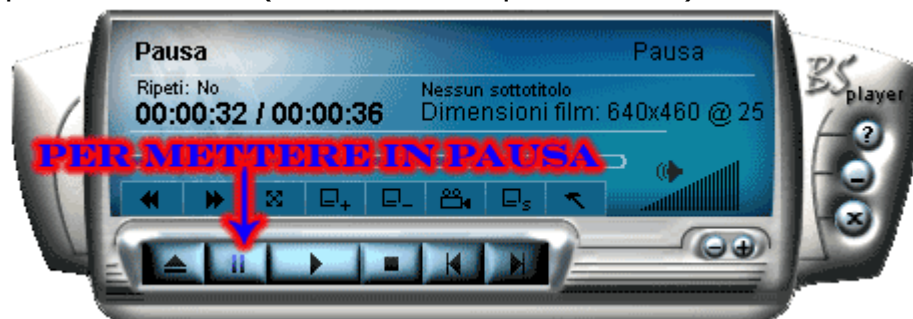 Pausa Pausa
Ripeti: No Nessun sottotitolo
00:00:32 / 00:00:36 Dimensioni film: 640x460 @ 25
BS player
PER METTERE IN PAUSA